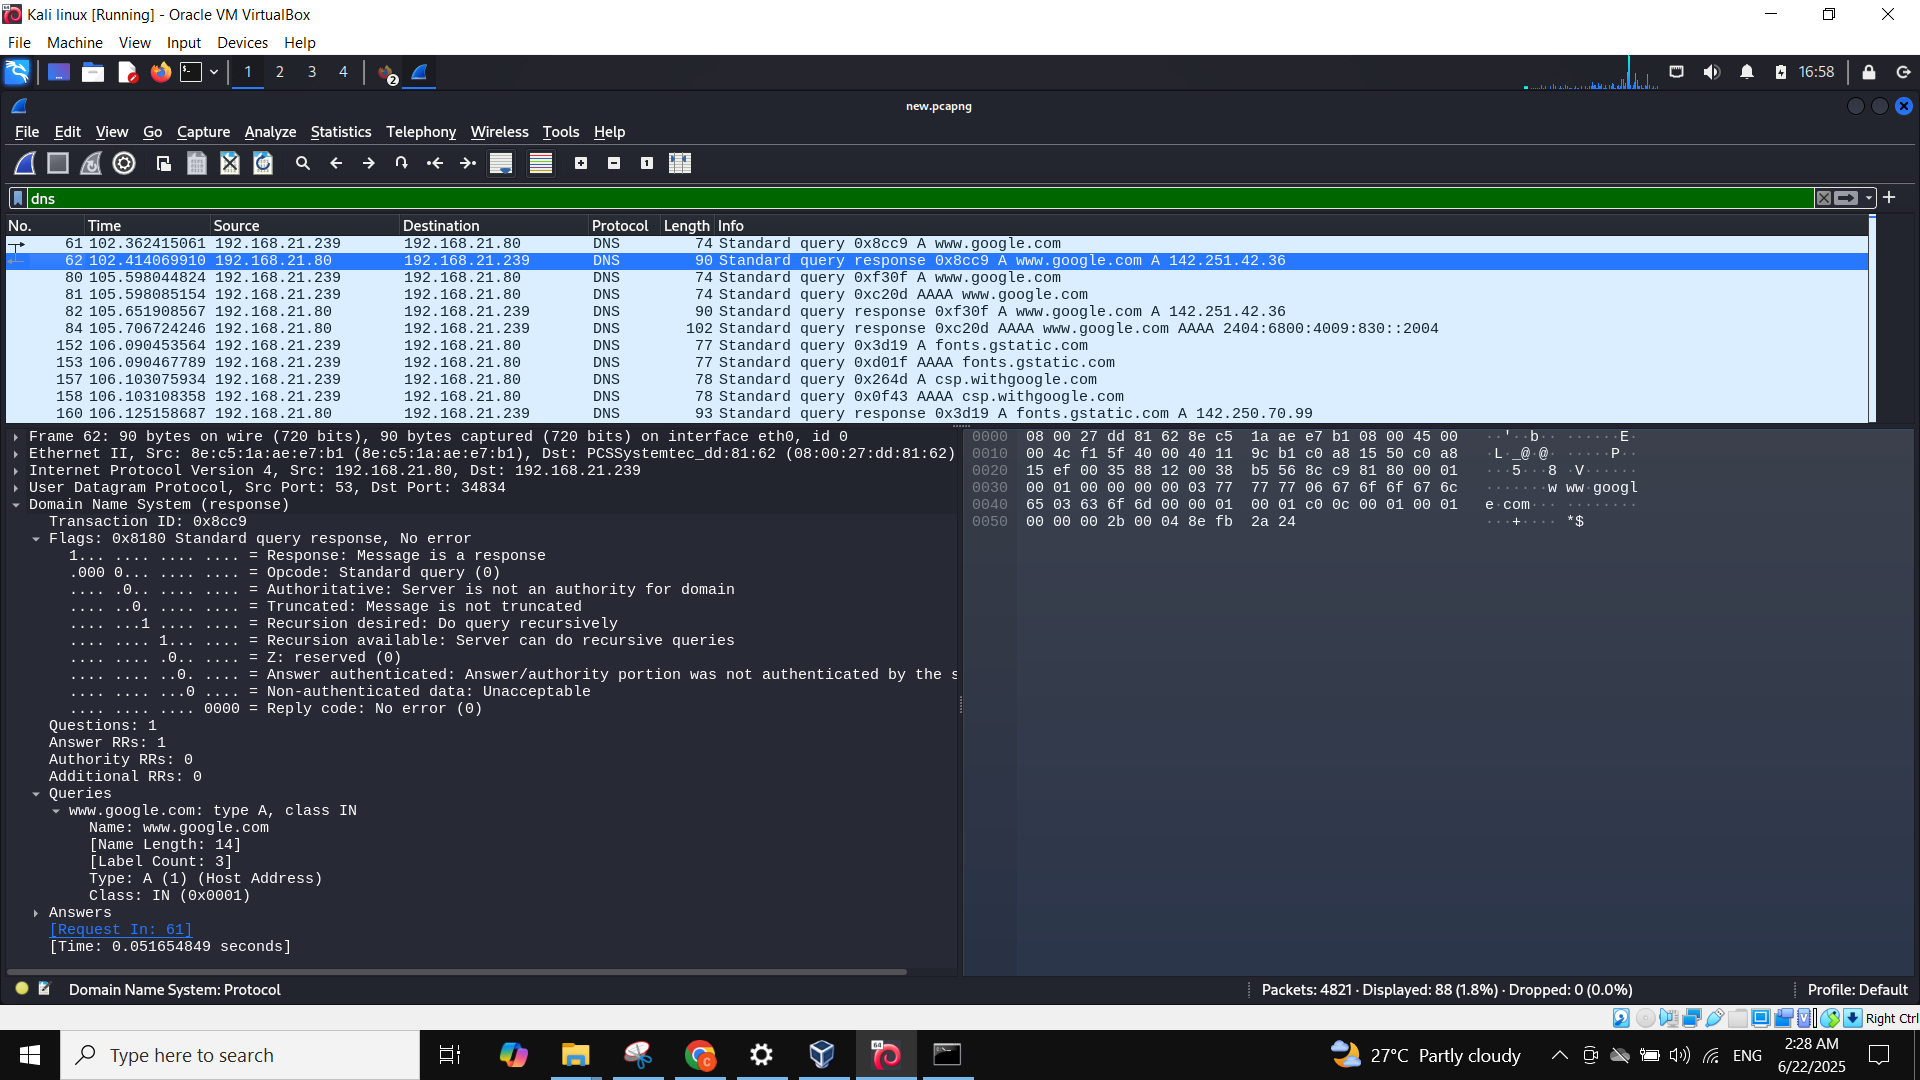 Kali linux [Running] - Oracle VM VirtualBox
File Machine View Input Devices Help
1 2 3 4 2 16:58
new.pcapng
File Edit View Go Capture Analyze Statistics Telephony Wireless Tools Help
dns
No. Time Source Destination Protocol Length Info
61 102.362415061 192.168.21.239 192.168.21.80 DNS 74 Standard query 0x8cc9 A www.google.com
62 102.414069910 192.168.21.80 192.168.21.239 DNS 90 Standard query response 0x8cc9 A www.google.com A 142.251.42.36
80 105.598044824 192.168.21.239 192.168.21.80 DNS 74 Standard query 0xf30f A www.google.com
81 105.598085154 192.168.21.239 192.168.21.80 DNS 74 Standard query 0xc20d AAAA www.google.com
82 105.651908567 192.168.21.80 192.168.21.239 DNS 90 Standard query response 0xf30f A www.google.com A 142.251.42.36
84 105.706724246 192.168.21.80 192.168.21.239 DNS 102 Standard query response 0xc20d AAAA www.google.com AAAA 2404:6800:4009:830::2004
152 106.090453564 192.168.21.239 192.168.21.80 DNS 77 Standard query 0x3d19 A fonts.gstatic.com
153 106.090467789 192.168.21.239 192.168.21.80 DNS 77 Standard query 0xd01f AAAA fonts.gstatic.com
157 106.103075934 192.168.21.239 192.168.21.80 DNS 78 Standard query 0x264d A csp.withgoogle.com
158 106.103108358 192.168.21.239 192.168.21.80 DNS 78 Standard query 0x0f43 AAAA csp.withgoogle.com
160 106.125158687 192.168.21.80 192.168.21.239 DNS 93 Standard query response 0x3d19 A fonts.gstatic.com A 142.250.70.99
Frame 62: 90 bytes on wire (720 bits), 90 bytes captured (720 bits) on interface eth0, id 0
Ethernet II, Src: 8e:c5:1a:ae:e7:b1 (8e:c5:1a:ae:e7:b1), Dst: PCSSystemtec_dd:81:62 (08:00:27:dd:81:62)
Internet Protocol Version 4, Src: 192.168.21.80, Dst: 192.168.21.239
User Datagram Protocol, Src Port: 53, Dst Port: 34834
Domain Name System (response)
Transaction ID: 0x8cc9
Flags: 0x8180 Standard query response, No error
1... .... .... .... = Response: Message is a response
.000 0... .... .... = Opcode: Standard query (0)
.... .0.. .... .... = Authoritative: Server is not an authority for domain
.... ..0. .... .... = Truncated: Message is not truncated
.... ...1 .... .... = Recursion desired: Do query recursively
.... .... 1... .... = Recursion available: Server can do recursive queries
.... .... .0.. .... = Z: reserved (0)
.... .... ..0. .... = Answer authenticated: Answer/authority portion was not authenticated by the s
.... .... ...0 .... = Non-authenticated data: Unacceptable
.... .... .... 0000 = Reply code: No error (0)
Questions: 1
Answer RRs: 1
Authority RRs: 0
Additional RRs: 0
Queries
www.google.com: type A, class IN
Name: www.google.com
[Name Length: 14]
[Label Count: 3]
Type: A (1) (Host Address)
Class: IN (0x0001)
Answers
[Request In: 61]
[Time: 0.051654849 seconds]
0000 08 00 27 dd 81 62 8e c5 1a ae e7 b1 08 00 45 00 ··'··b·· ······E·
0010 00 4c f1 5f 40 00 40 11 9c b1 c0 a8 15 50 c0 a8 ·L·_@·@· ·····P··
0020 15 ef 00 35 88 12 00 38 b5 56 8c c9 81 80 00 01 ···5···8 ·V······
0030 00 01 00 00 00 00 03 77 77 77 06 67 6f 6f 67 6c ·······w ww·googl
0040 65 03 63 6f 6d 00 00 01 00 01 c0 0c 00 01 00 01 e·com··· ········
0050 00 00 00 2b 00 04 8e fb 2a 24 ···+···· *$
Domain Name System: Protocol
Packets: 4821 · Displayed: 88 (1.8%) · Dropped: 0 (0.0%)
Profile: Default
Right Ctrl
Type here to search
27°C Partly cloudy
ENG
2:28 AM
6/22/2025